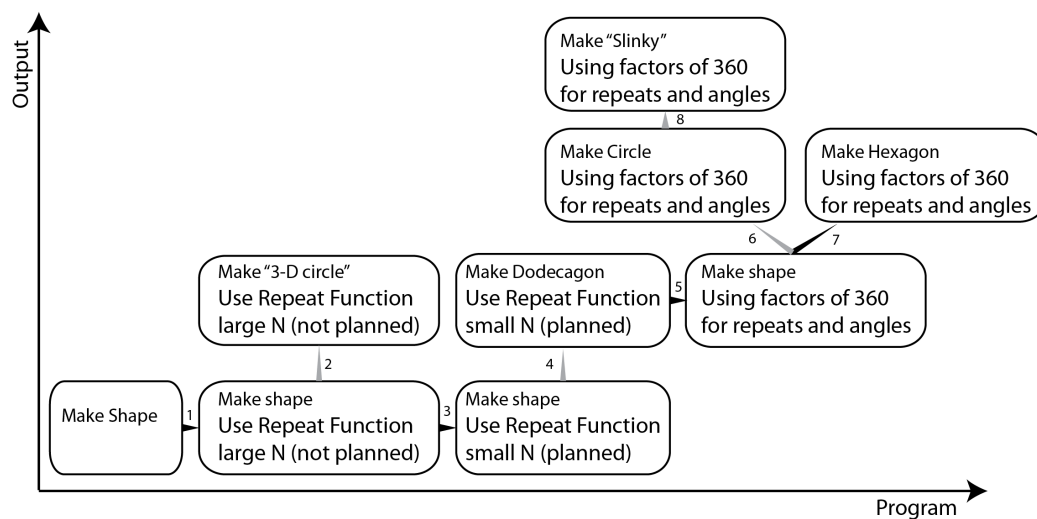 Output
Make “Slinky”
Using factors of 360
for repeats and angles
8
Make Circle
Using factors of 360
for repeats and angles
Make Hexagon
Using factors of 360
for repeats and angles
6
7
Make “3-D circle”
Use Repeat Function
large N (not planned)
Make Dodecagon
Use Repeat Function
small N (planned)
5
Make shape
Using factors of 360
for repeats and angles
2
4
Make Shape
1
Make shape
Use Repeat Function
large N (not planned)
3
Make shape
Use Repeat Function
small N (planned)
Program